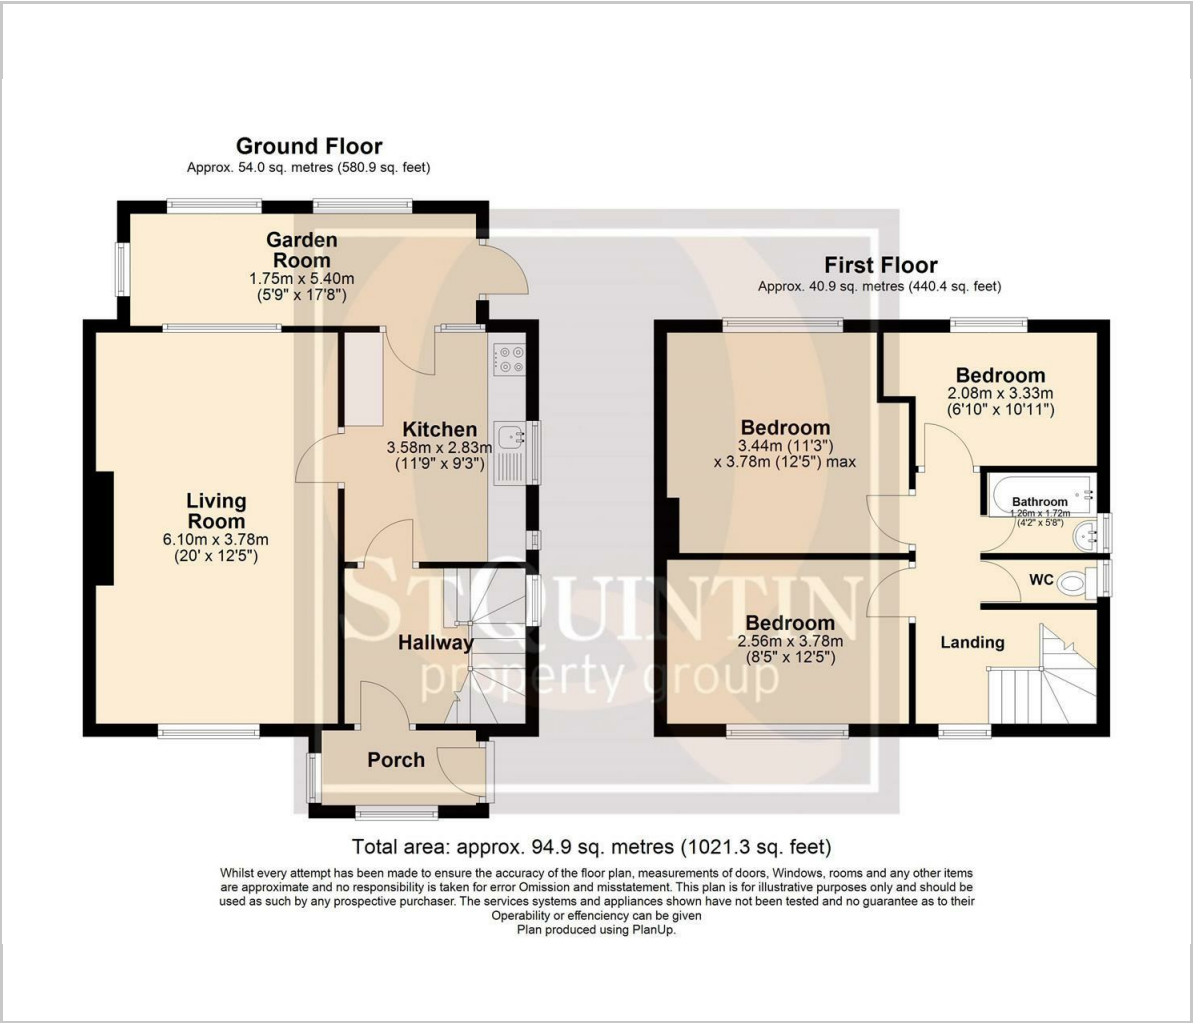 Ground Floor
Approx. 54.0 sq. metres (580.9 sq. feet)
Garden
Room
1.75m x 5.40m
(5'9" x 17'8")
Kitchen
3.58m x 2.83m
(11'9" x 9'3")
Living
Room
6.10m x 3.78m
(20' x 12'5")
Hallway
Porch
First Floor
Approx. 40.9 sq. metres (440.4 sq. feet)
Bedroom
2.08m x 3.33m
(6'10" x 10'11")
Bedroom
3.44m (11'3")
x 3.78m (12'5") max
Bathroom
1.26m x 1.72m
(4'2" x 5'8")
WC
Bedroom
2.56m x 3.78m
(8'5" x 12'5")
Landing
STQUINTIN
property group
Total area: approx. 94.9 sq. metres (1021.3 sq. feet)
Whilst every attempt has been made to ensure the accuracy of the floor plan, measurements of doors, Windows, rooms and any other items
are approximate and no responsibility is taken for error Omission and misstatement. This plan is for illustrative purposes only and should be
used as such by any prospective purchaser. The services systems and appliances shown have not been tested and no guarantee as to their
Operability or effenciency can be given
Plan produced using PlanUp.